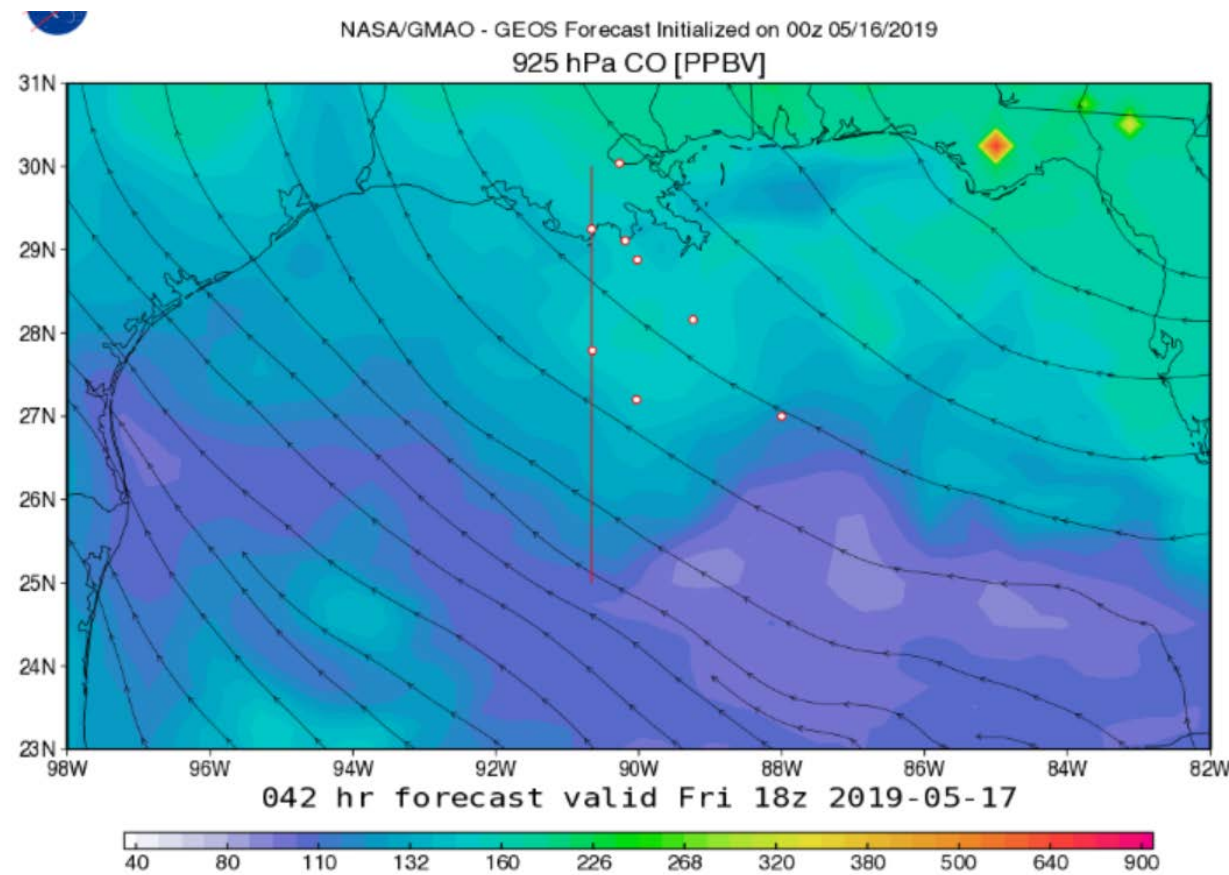 NASA/GMAO - GEOS Forecast Initialized on 00z 05/16/2019
925 hPa CO [PPBV]
31N
30N
29N
28N
27N
26N
25N
24N
23N
98W 96W 94W 92W 90W 88W 86W 84W 82W
042 hr forecast valid Fri 18z 2019-05-17
40 80 110 132 160 226 268 320 380 500 640 900